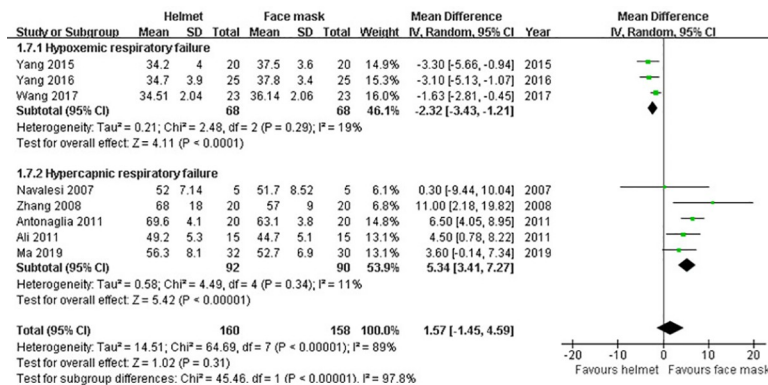 Helmet Face mask Mean Difference Mean Difference
Study or Subgroup Mean SD Total Mean SD Total Weight IV, Random, 95% CI Year IV, Random, 95% CI
1.7.1 Hypoxemic respiratory failure
Yang 2015 34.2 4 20 37.5 3.6 20 14.9% -3.30 [-5.66, -0.94] 2015
Yang 2016 34.7 3.9 25 37.8 3.4 25 15.3% -3.10 [-5.13, -1.07] 2016
Wang 2017 34.51 2.04 23 36.14 2.06 23 16.0% -1.63 [-2.81, -0.45] 2017
Subtotal (95% CI) 68 68 46.1% -2.32 [-3.43, -1.21]
Heterogeneity: Tau² = 0.21; Chi² = 2.48, df = 2 (P = 0.29); I² = 19%
Test for overall effect: Z = 4.11 (P < 0.0001)
1.7.2 Hypercapnic respiratory failure
Navalesi 2007 52 7.14 5 51.7 8.52 5 6.1% 0.30 [-9.44, 10.04] 2007
Zhang 2008 68 18 20 57 9 20 6.8% 11.00 [2.18, 19.82] 2008
Antonaglia 2011 69.6 4.1 20 63.1 3.8 20 14.7% 6.50 [4.05, 8.95] 2011
Ali 2011 49.2 5.3 15 44.7 5.1 15 13.1% 4.50 [0.78, 8.22] 2011
Ma 2019 56.3 8.1 32 52.7 6.9 30 13.1% 3.60 [-0.14, 7.34] 2019
Subtotal (95% CI) 92 90 53.9% 5.34 [3.41, 7.27]
Heterogeneity: Tau² = 0.58; Chi² = 4.49, df = 4 (P = 0.34); I² = 11%
Test for overall effect: Z = 5.42 (P < 0.00001)
Total (95% CI) 160 158 100.0% 1.57 [-1.45, 4.59]
Heterogeneity: Tau² = 14.51; Chi² = 64.69, df = 7 (P < 0.00001); I² = 89%
Test for overall effect: Z = 1.02 (P = 0.31)
Test for subgroup differences: Chi² = 45.46, df = 1 (P < 0.00001), I² = 97.8%
-20 -10 0 10 20
Favours helmet Favours face mask